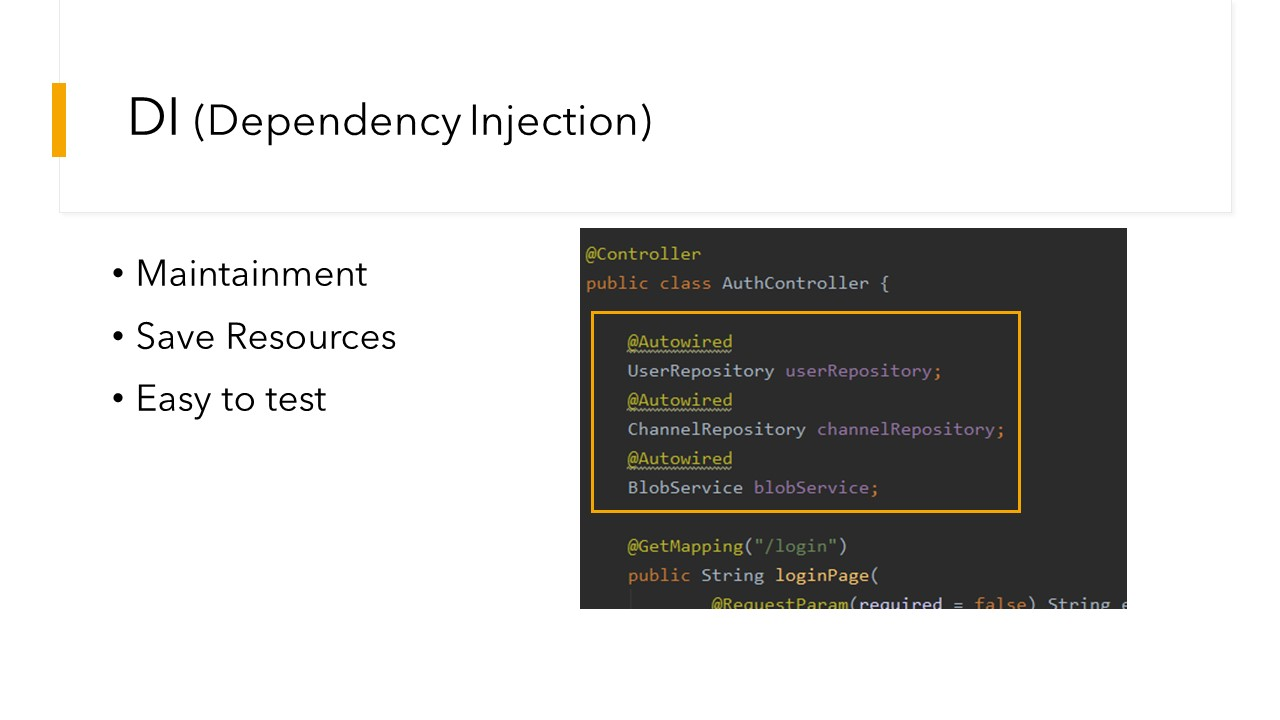 DI (Dependency Injection)
• Maintainment
• Save Resources
• Easy to test
@Controller
public class AuthController {
@Autowired
UserRepository userRepository;
@Autowired
ChannelRepository channelRepository;
@Autowired
BlobService blobService;
@GetMapping("/login")
public String loginPage(
@RequestParam(required = false) String